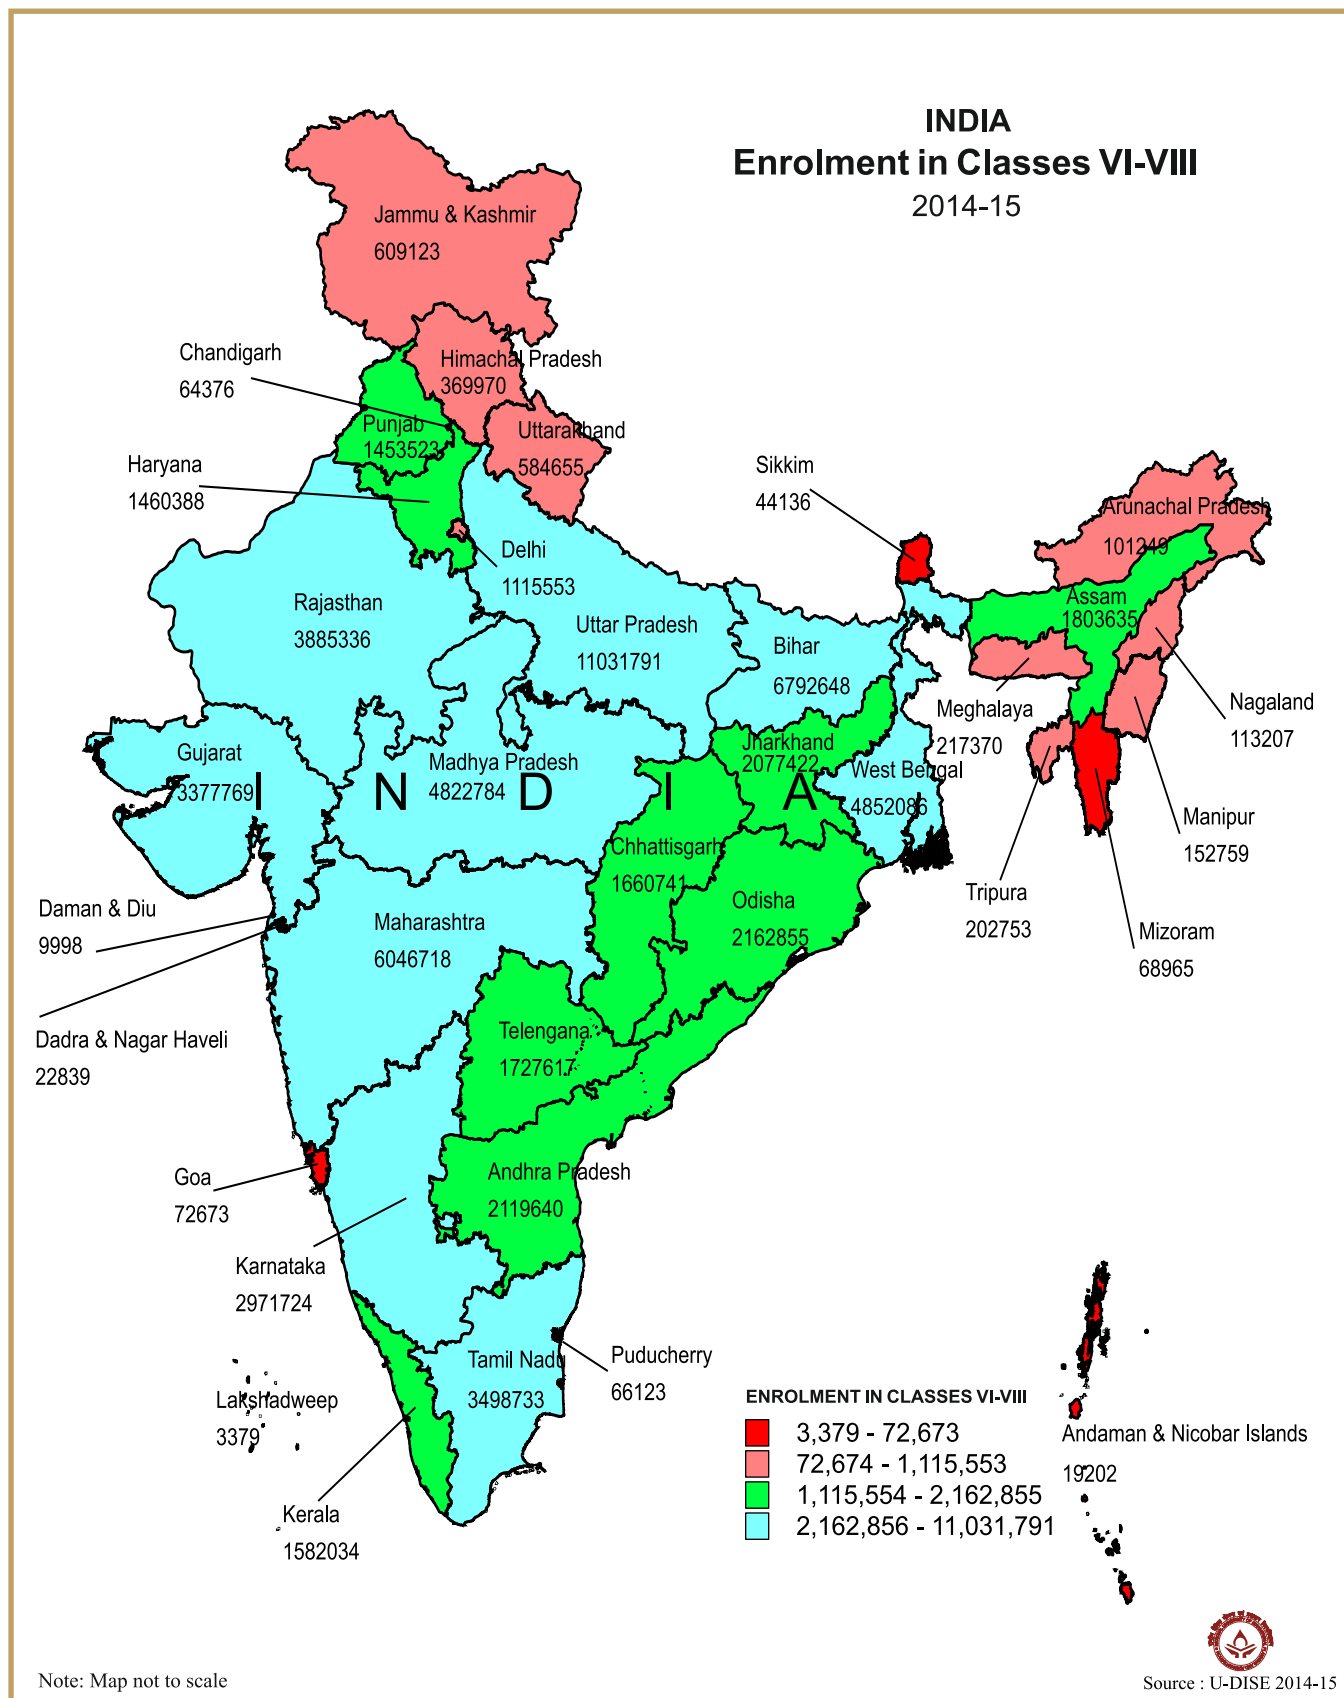 INDIA
Enrolment in Classes VI-VIII
2014-15
Jammu & Kashmir
609123
Chandigarh
64376
Himachal Pradesh
369970
Punjab
1453523
Uttarakhand
584655
Haryana
1460388
Sikkim
44136
Arunachal Pradesh
101249
Delhi
1115553
Rajasthan
3885336
Uttar Pradesh
11031791
Bihar
6792648
Assam
1803635
Meghalaya
217370
Nagaland
113207
Gujarat
3377769
Madhya Pradesh
4822784
Jharkhand
2077422
West Bengal
4852086
I N D I A
Manipur
152759
Chhattisgarh
1660741
Odisha
2162855
Tripura
202753
Mizoram
68965
Daman & Diu
9998
Maharashtra
6046718
Dadra & Nagar Haveli
22839
Telengana
1727617
Goa
72673
Andhra Pradesh
2119640
Karnataka
2971724
Lakshadweep
3379
Tamil Nadu
3498733
Puducherry
66123
Kerala
1582034
ENROLMENT IN CLASSES VI-VIII
3,379 - 72,673
72,674 - 1,115,553
1,115,554 - 2,162,855
2,162,856 - 11,031,791
Andaman & Nicobar Islands
19202
Note: Map not to scale
Source : U-DISE 2014-15